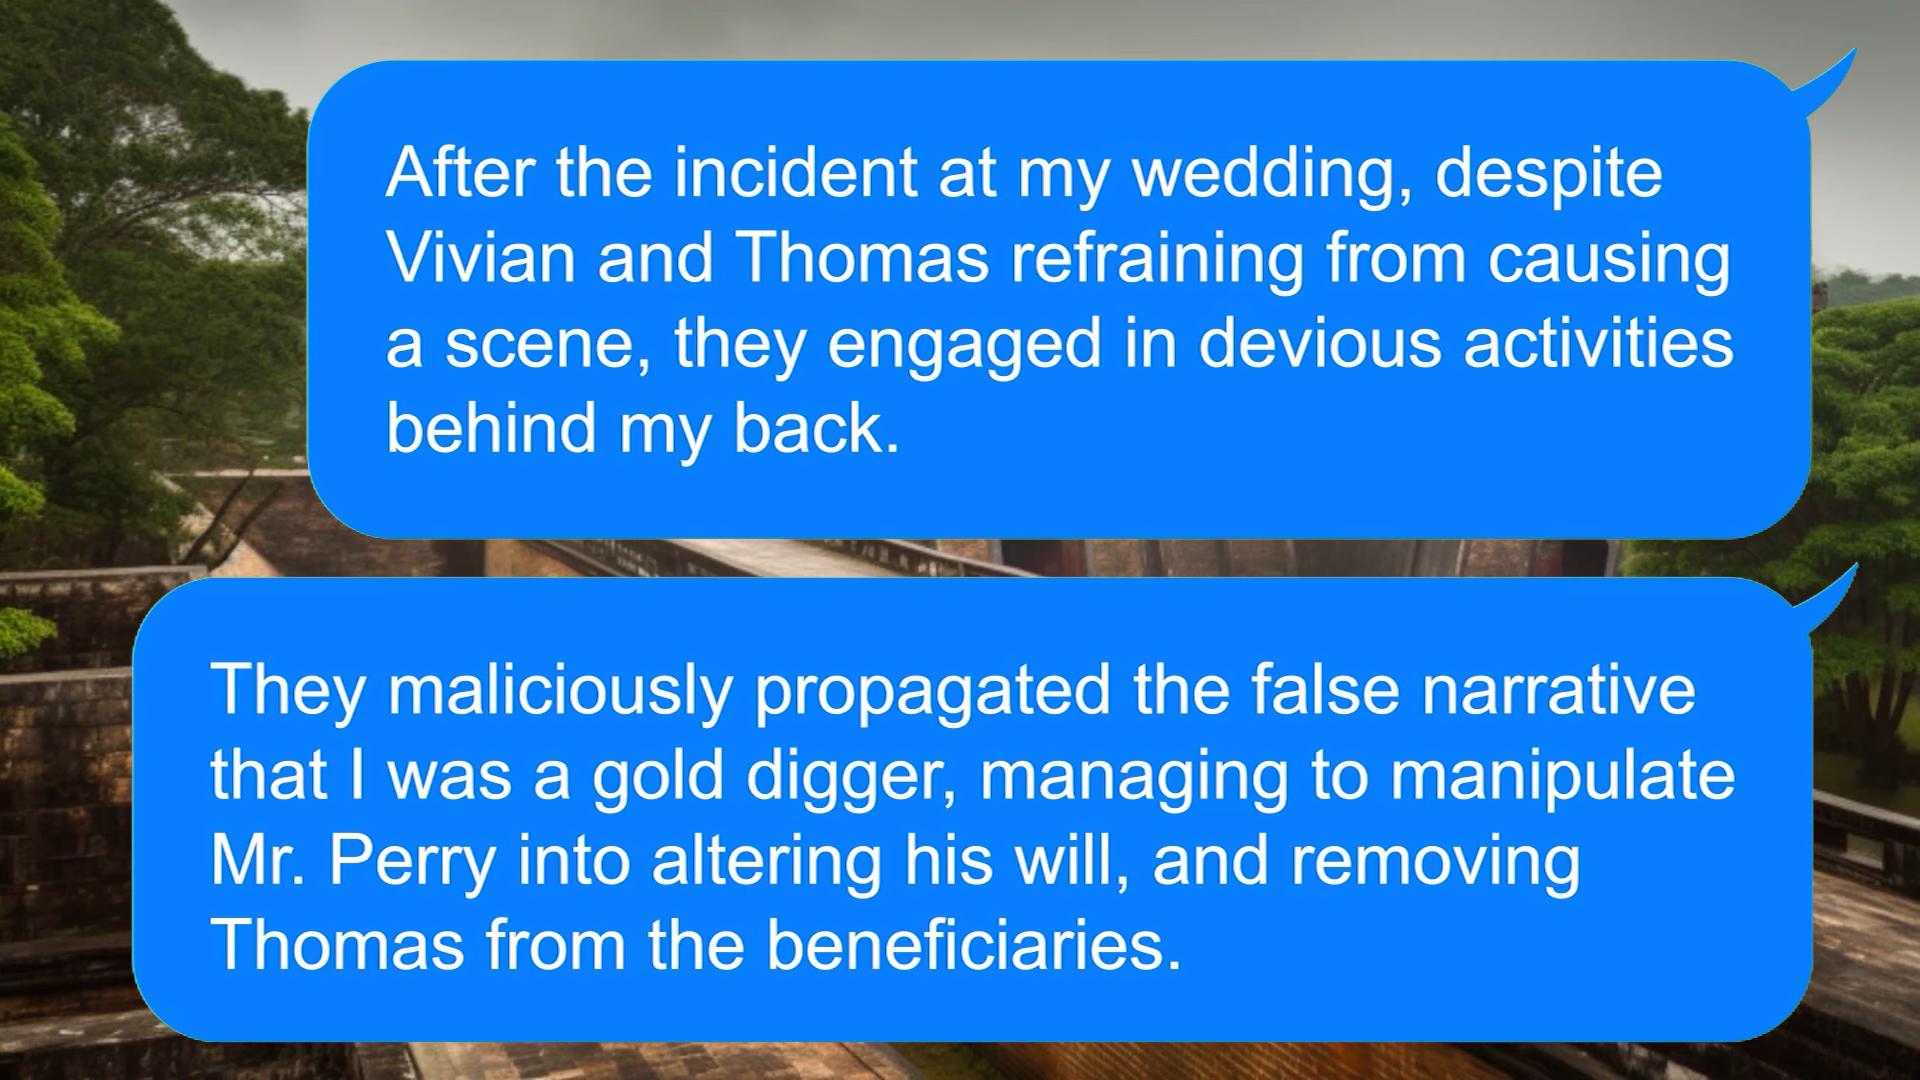 After the incident at my wedding, despite
Vivian and Thomas refraining from causing
a scene, they engaged in devious activities
behind my back.
They maliciously propagated the false narrative
that I was a gold digger, managing to manipulate
Mr. Perry into altering his will, and removing
Thomas from the beneficiaries.